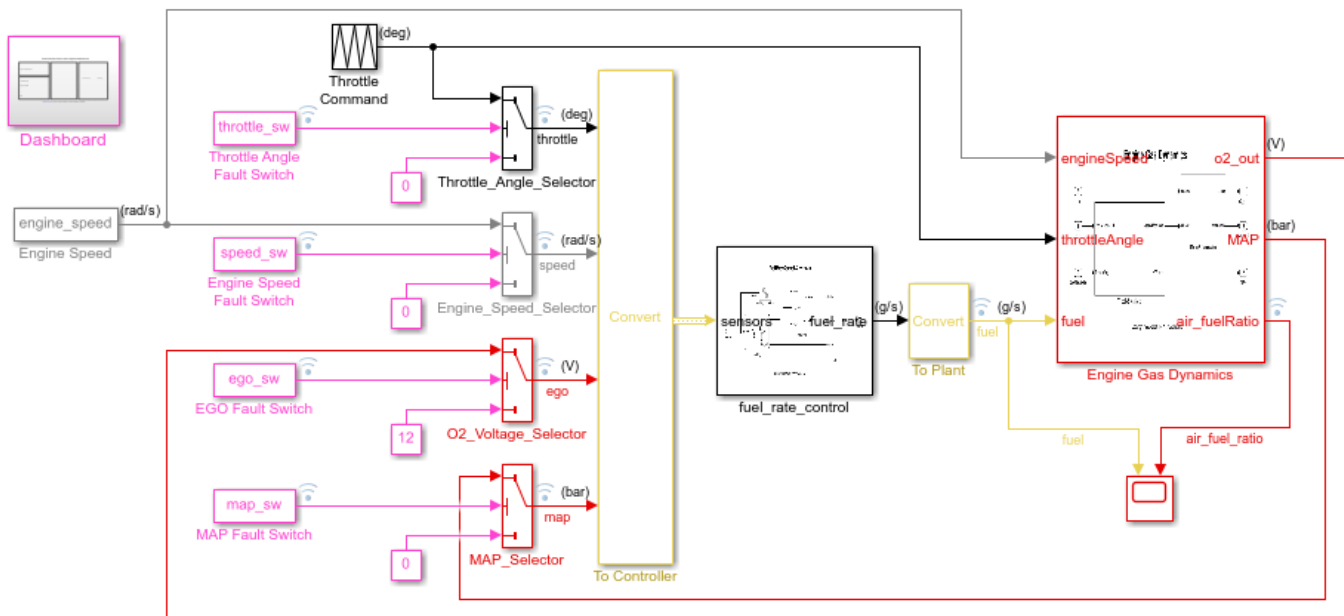 (deg)
Throttle
Command
Dashboard
throttle_sw
Throttle Angle
Fault Switch
(deg)
throttle
0
Throttle_Angle_Selector
engine_speed
(rad/s)
Engine Speed
speed_sw
Engine Speed
Fault Switch
(rad/s)
speed
0
Engine_Speed_Selector
ego_sw
EGO Fault Switch
(V)
ego
12
O2_Voltage_Selector
map_sw
MAP Fault Switch
(bar)
map
0
MAP_Selector
Convert
To Controller
sensors
fuel_rate
fuel_rate_control
(g/s)
Convert
To Plant
fuel
(g/s)
engineSpeed
Engine Gas Dynamics
o2_out
(V)
throttleAngle
MAP
(bar)
fuel
air_fuelRatio
Engine Gas Dynamics
fuel
air_fuel_ratio